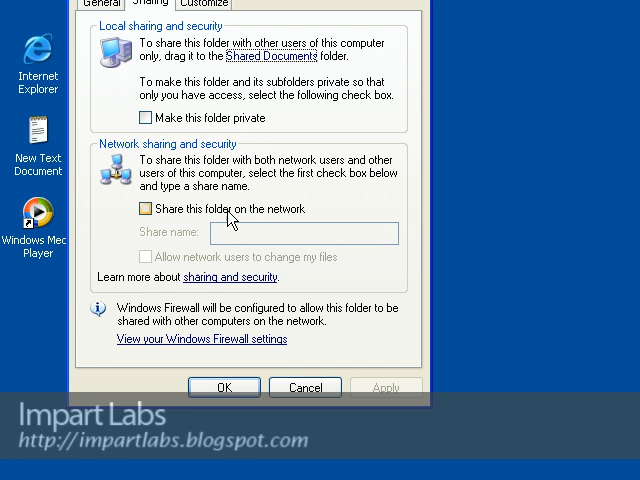 General
Sharing
Customize
Local sharing and security
To share this folder with other users of this computer
only, drag it to the Shared Documents folder.
To make this folder and its subfolders private so that
only you have access, select the following check box.
Make this folder private
Network sharing and security
To share this folder with both network users and other
users of this computer, select the first check box below
and type a share name.
Share this folder on the network
Share name:
Allow network users to change my files
Learn more about sharing and security.
Windows Firewall will be configured to allow this folder to be
shared with other computers on the network.
View your Windows Firewall settings
OK
Cancel
Apply
Internet
Explorer
New Text
Document
Windows Med
Player
Impart Labs
http://impartlabs.blogspot.com